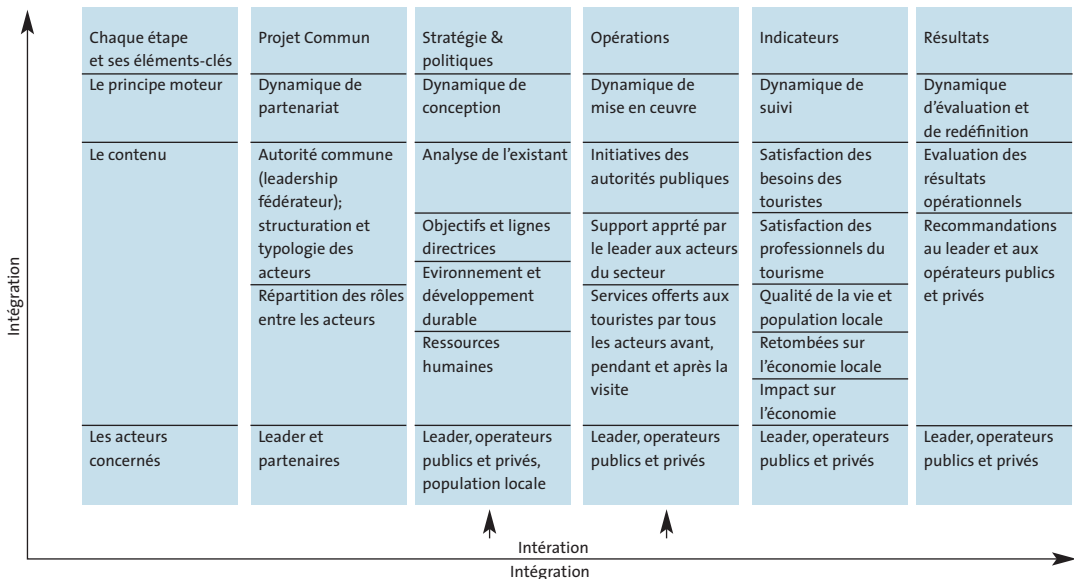 Chaque étape
et ses éléments-clés
Projet Commun
Stratégie &
politiques
Opérations
Indicateurs
Résultats
Le principe moteur
Dynamique de
partenariat
Dynamique de
conception
Dynamique de
mise en œuvre
Dynamique de
suivi
Dynamique
d'évaluation et
de redéfinition
Le contenu
Autorité commune
(leadership
fédérateur);
structuration et
typologie des
acteurs
Répartition des rôles
entre les acteurs
Analyse de l'existant
Objectifs et lignes
directrices
Evironnement et
développement
durable
Ressources
humaines
Initiatives des
autorités publiques
Support apprté par
le leader aux acteurs
du secteur
Services offerts aux
touristes par tous
les acteurs avant,
pendant et après la
visite
Satisfaction des
besoins des
touristes
Satisfaction des
professionnels du
tourisme
Qualité de la vie et
population locale
Retombées sur
l'économie locale
Impact sur
l'économie
Evaluation des
résultats
opérationnels
Recommandations
au leader et aux
opérateurs publics
et privés
Les acteurs
concernés
Leader et
partenaires
Leader, operateurs
publics et privés,
population locale
Leader, operateurs
publics et privés
Leader, operateurs
publics et privés
Leader, operateurs
publics et privés
Intégration
Intération
Intégration